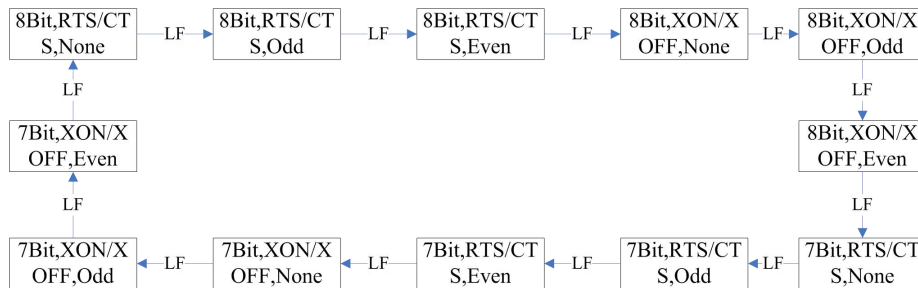 8Bit,RTS/CT
S,None
LF
8Bit,RTS/CT
S,Odd
LF
8Bit,RTS/CT
S,Even
LF
8Bit,XON/X
OFF,None
LF
8Bit,XON/X
OFF,Odd
LF
8Bit,XON/X
OFF,Even
LF
7Bit,RTS/CT
S,None
LF
7Bit,RTS/CT
S,Odd
LF
7Bit,RTS/CT
S,Even
LF
7Bit,XON/X
OFF,None
LF
7Bit,XON/X
OFF,Odd
LF
7Bit,XON/X
OFF,Even
LF